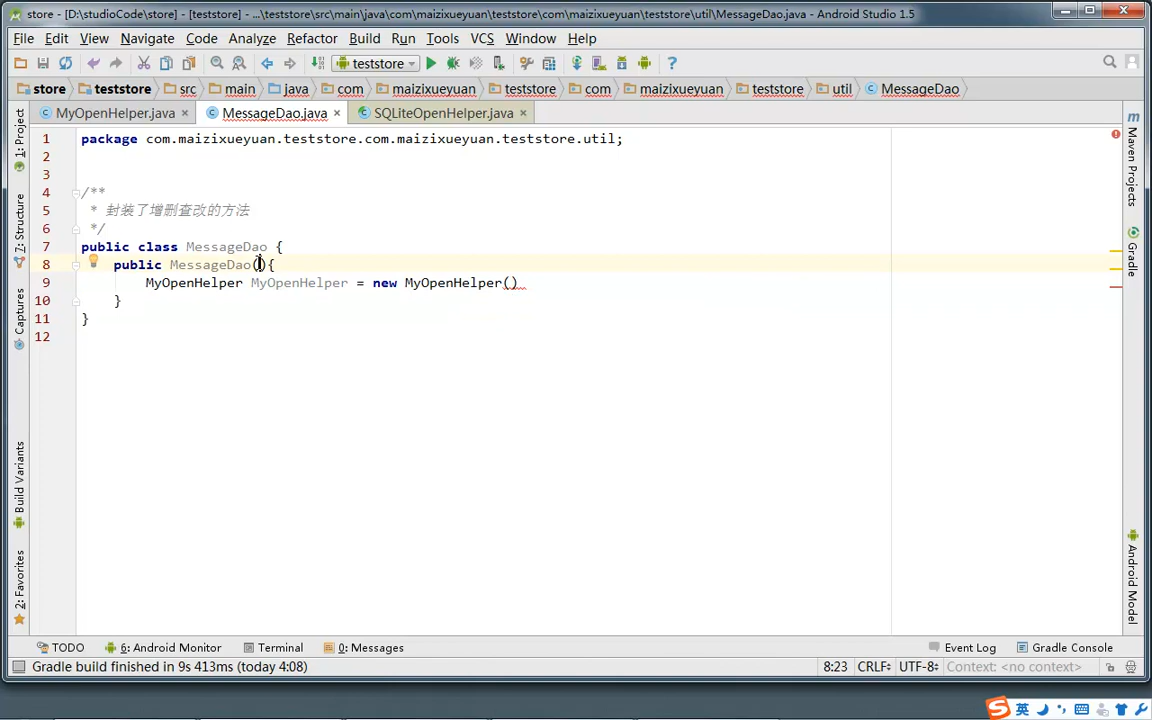 store - [D:\studioCode\store] - [teststore] - ...\teststore\src\main\java\com\maizixueyuan\teststore\com\maizixueyuan\teststore\util\MessageDao.java - Android Studio 1.5
File Edit View Navigate Code Analyze Refactor Build Run Tools VCS Window Help
teststore
store teststore src main java com maizixueyuan teststore com maizixueyuan teststore util MessageDao
MyOpenHelper.java MessageDao.java SQLiteOpenHelper.java
1 package com.maizixueyuan.teststore.com.maizixueyuan.teststore.util;
2
3
4 /**
5 * 封装了增删查改的方法
6 */
7 public class MessageDao {
8 public MessageDao(){
9 MyOpenHelper MyOpenHelper = new MyOpenHelper()
10 }
11 }
12
1: Project
7: Structure
Captures
Build Variants
2: Favorites
Maven Projects
Gradle
Android Model
TODO 6: Android Monitor Terminal 0: Messages Event Log Gradle Console
Gradle build finished in 9s 413ms (today 4:08) 8:23 CRLF UTF-8 Context: <no context>
英